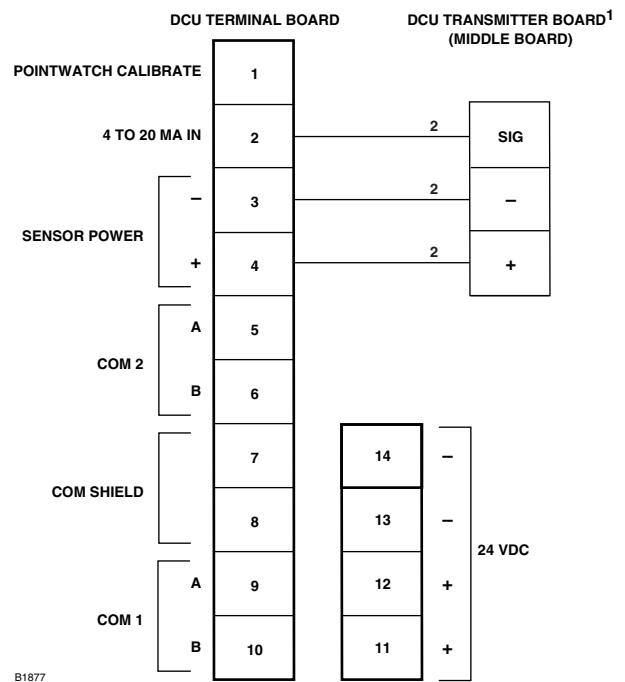 DCU TERMINAL BOARD
DCU TRANSMITTER BOARD1
(MIDDLE BOARD)
POINTWATCH CALIBRATE 1
4 TO 20 MA IN 2 2 SIG
SENSOR POWER
– 3 2 –
+ 4 2 +
COM 2
A 5
B 6
COM SHIELD
7
8
COM 1
A 9
B 10
14 –
13 –
24 VDC
12 +
11 +
B1877